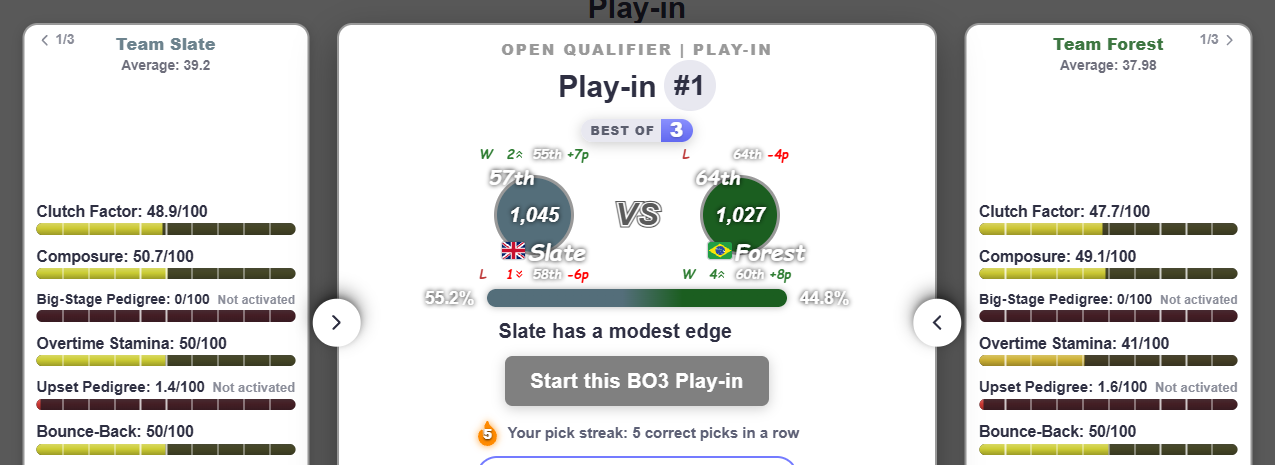 Play-in
1/3
Team Slate
Average: 39.2
Clutch Factor: 48.9/100
Composure: 50.7/100
Big-Stage Pedigree: 0/100 Not activated
Overtime Stamina: 50/100
Upset Pedigree: 1.4/100 Not activated
Bounce-Back: 50/100
OPEN QUALIFIER | PLAY-IN
Play-in #1
BEST OF 3
W 2 55th +7p
57th
1,045
Slate
L 1 58th -6p
VS
L 64th -4p
64th
1,027
Forest
W 4 60th +8p
55.2%
44.8%
Slate has a modest edge
Start this BO3 Play-in
5 Your pick streak: 5 correct picks in a row
Team Forest
1/3
Average: 37.98
Clutch Factor: 47.7/100
Composure: 49.1/100
Big-Stage Pedigree: 0/100 Not activated
Overtime Stamina: 41/100
Upset Pedigree: 1.6/100 Not activated
Bounce-Back: 50/100